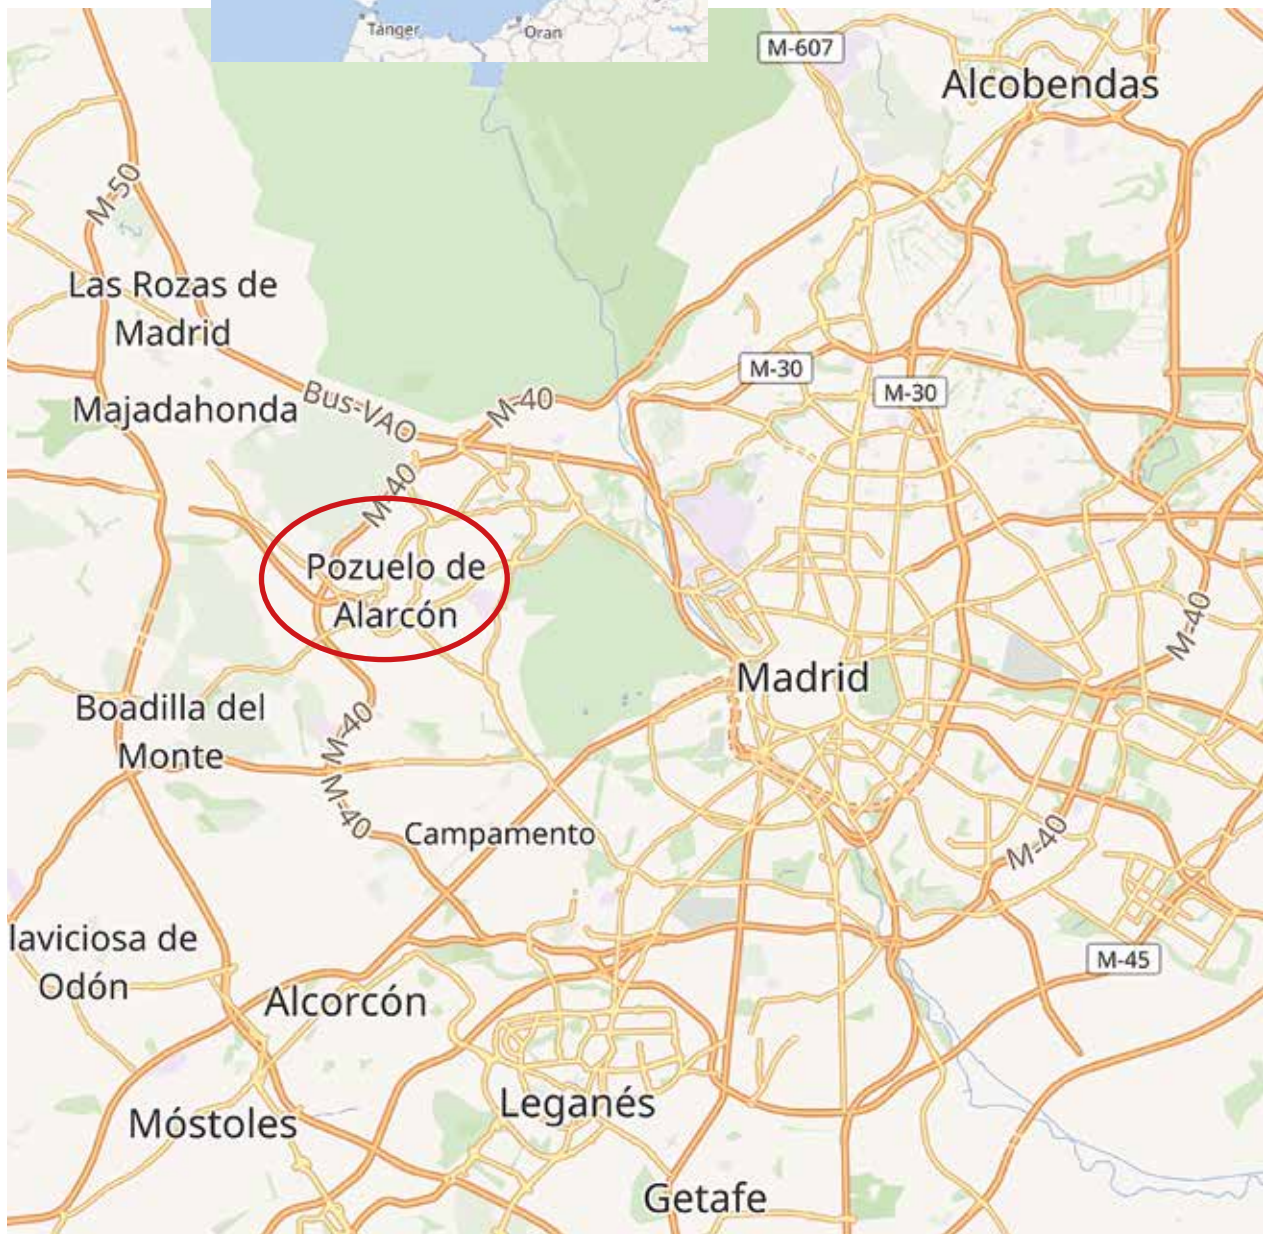 Tánger
Oran
M-607
Alcobendas
M-50
Las Rozas de
Madrid
M-30
Majadahonda
Bus-VAO
M-40
M-30
M-40
Pozuelo de
Alarcón
M-40
Madrid
Boadilla del
Monte
M-40
M-40
Campamento
M-40
laviciosa de
Odón
M-45
Alcorcón
Leganés
Móstoles
Getafe